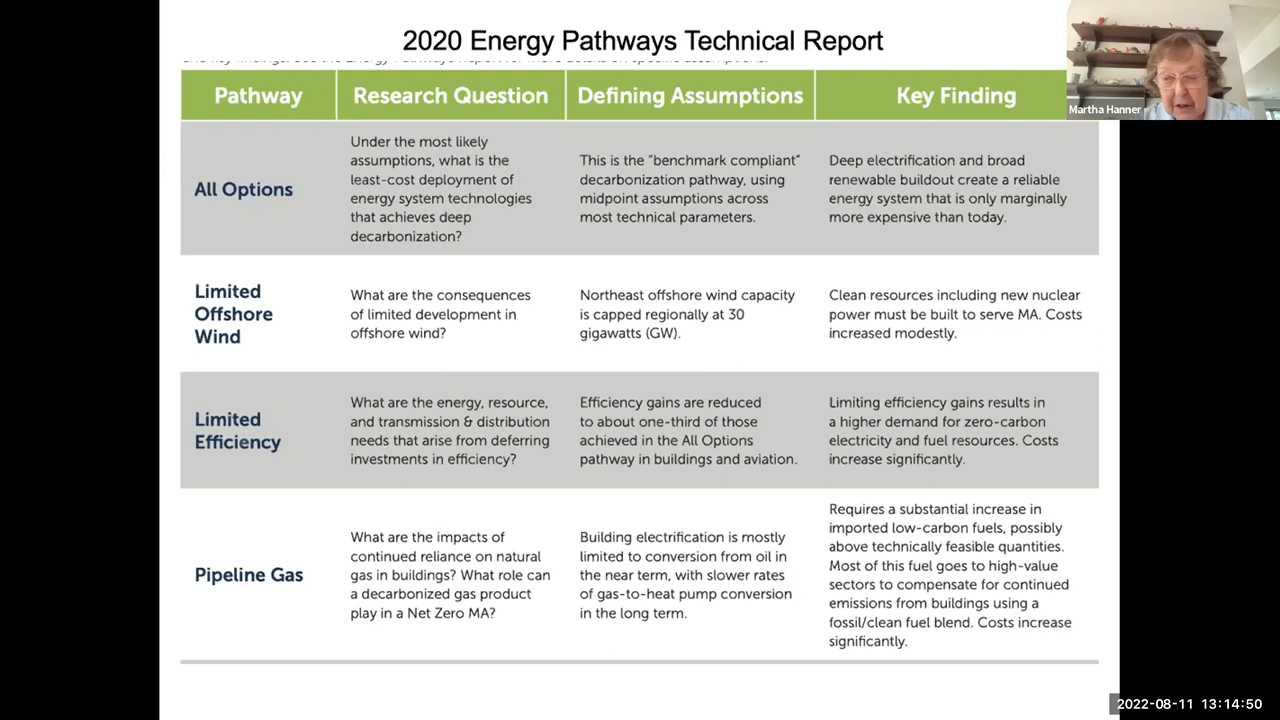 2020 Energy Pathways Technical Report
Martha Hanner
Pathway
Research Question
Defining Assumptions
Key Finding
All Options
Under the most likely
assumptions, what is the
least-cost deployment of
energy system technologies
that achieves deep
decarbonization?
This is the "benchmark compliant"
decarbonization pathway, using
midpoint assumptions across
most technical parameters.
Deep electrification and broad
renewable buildout create a reliable
energy system that is only marginally
more expensive than today.
Limited
Offshore
Wind
What are the consequences
of limited development in
offshore wind?
Northeast offshore wind capacity
is capped regionally at 30
gigawatts (GW).
Clean resources including new nuclear
power must be built to serve MA. Costs
increased modestly.
Limited
Efficiency
What are the energy, resource,
and transmission & distribution
needs that arise from deferring
investments in efficiency?
Efficiency gains are reduced
to about one-third of those
achieved in the All Options
pathway in buildings and aviation.
Limiting efficiency gains results in
a higher demand for zero-carbon
electricity and fuel resources. Costs
increase significantly.
Pipeline Gas
What are the impacts of
continued reliance on natural
gas in buildings? What role can
a decarbonized gas product
play in a Net Zero MA?
Building electrification is mostly
limited to conversion from oil in
the near term, with slower rates
of gas-to-heat pump conversion
in the long term.
Requires a substantial increase in
imported low-carbon fuels, possibly
above technically feasible quantities.
Most of this fuel goes to high-value
sectors to compensate for continued
emissions from buildings using a
fossil/clean fuel blend. Costs increase
significantly.
2022-08-11 13:14:50